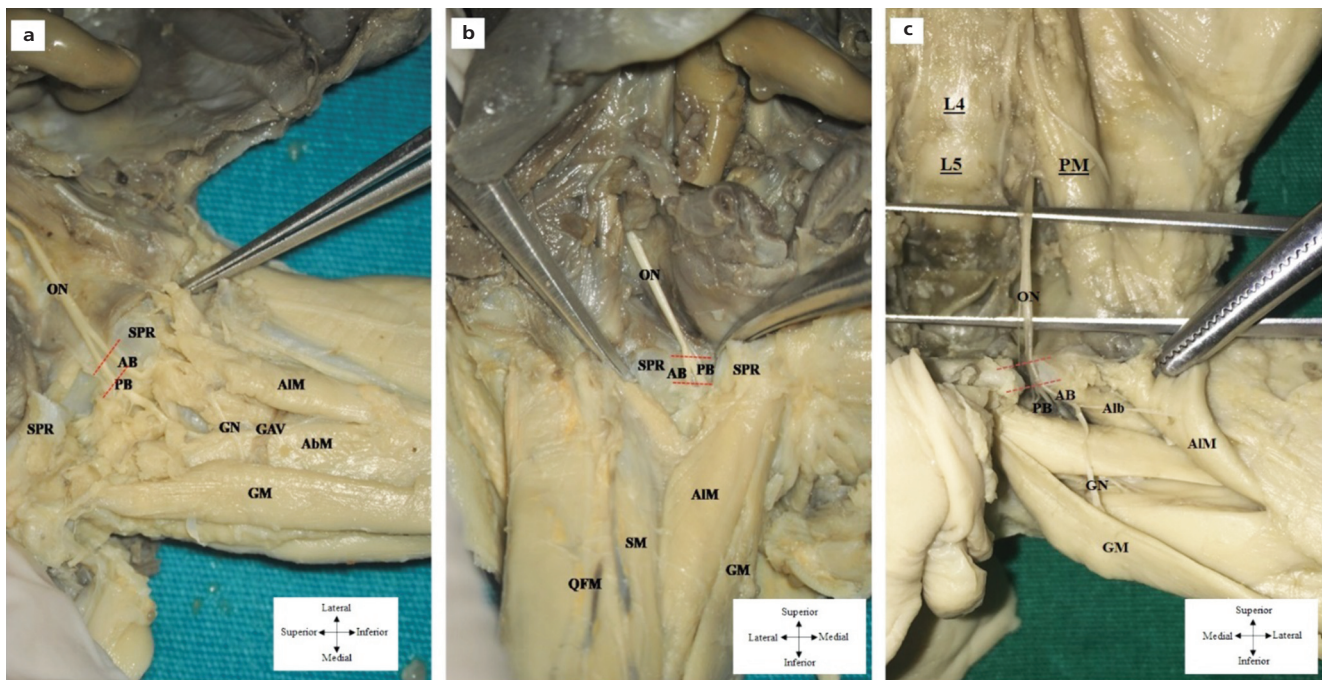 a
ON
SPR
AB
PB
SPR
AlM
GN
GAV
AbM
GM
Lateral
Superior
Inferior
Medial
b
ON
SPR
AB
PB
SPR
AlM
SM
QFM
GM
Superior
Lateral
Medial
Inferior
c
L4
L5
PM
ON
PB
AB
Alb
AlM
GN
GM
Superior
Medial
Lateral
Inferior